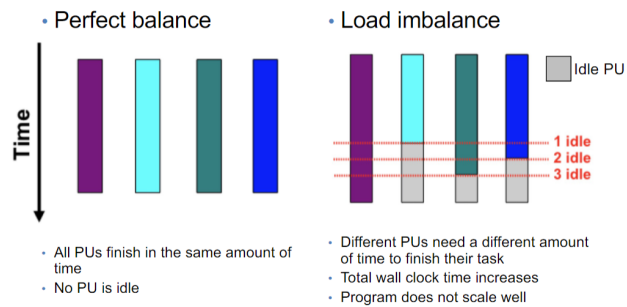 • Perfect balance
Time
• All PUs finish in the same amount of
time
• No PU is idle
• Load imbalance
Idle PU
1 idle
2 idle
3 idle
• Different PUs need a different amount
of time to finish their task
• Total wall clock time increases
• Program does not scale well